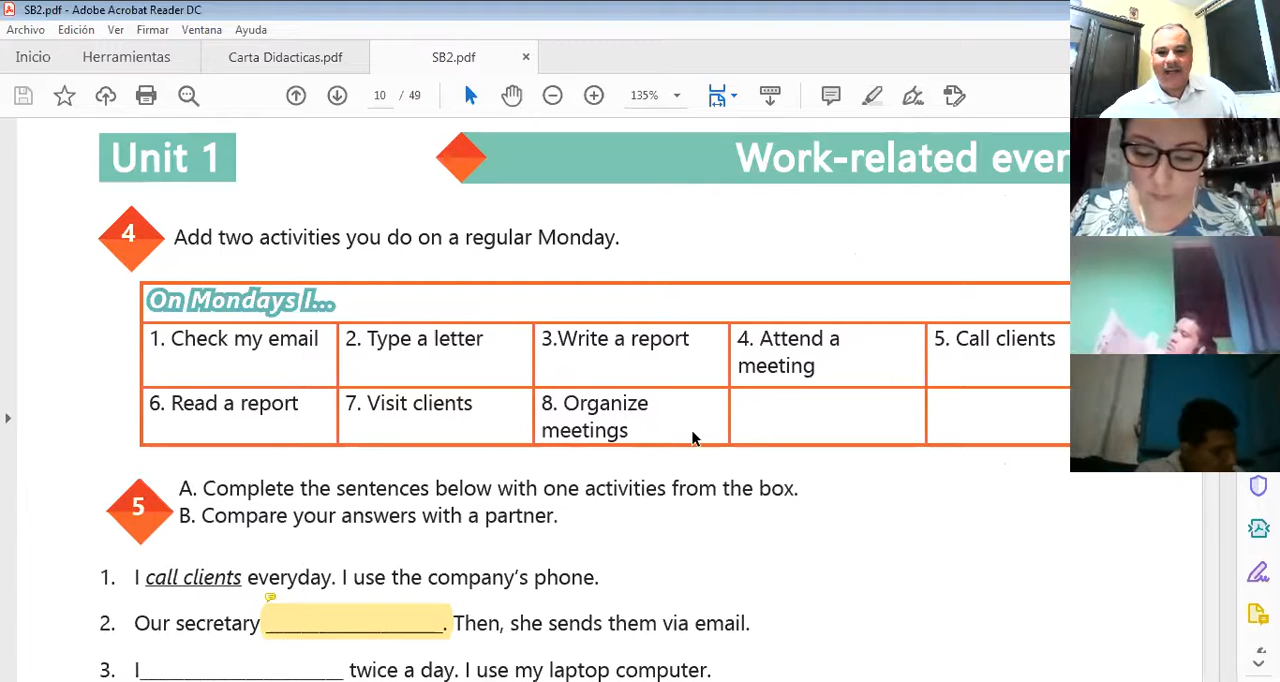 SB2.pdf - Adobe Acrobat Reader DC
Archivo Edición Ver Firmar Ventana Ayuda
Inicio Herramientas Carta Didacticas.pdf SB2.pdf ×
10 / 49 135%
Unit 1 Work-related ever
4 Add two activities you do on a regular Monday.
On Mondays I...
1. Check my email 2. Type a letter 3.Write a report 4. Attend a meeting 5. Call clients
6. Read a report 7. Visit clients 8. Organize meetings
5 A. Complete the sentences below with one activities from the box.
B. Compare your answers with a partner.
1. I call clients everyday. I use the company's phone.
2. Our secretary ____________________. Then, she sends them via email.
3. I____________________ twice a day. I use my laptop computer.